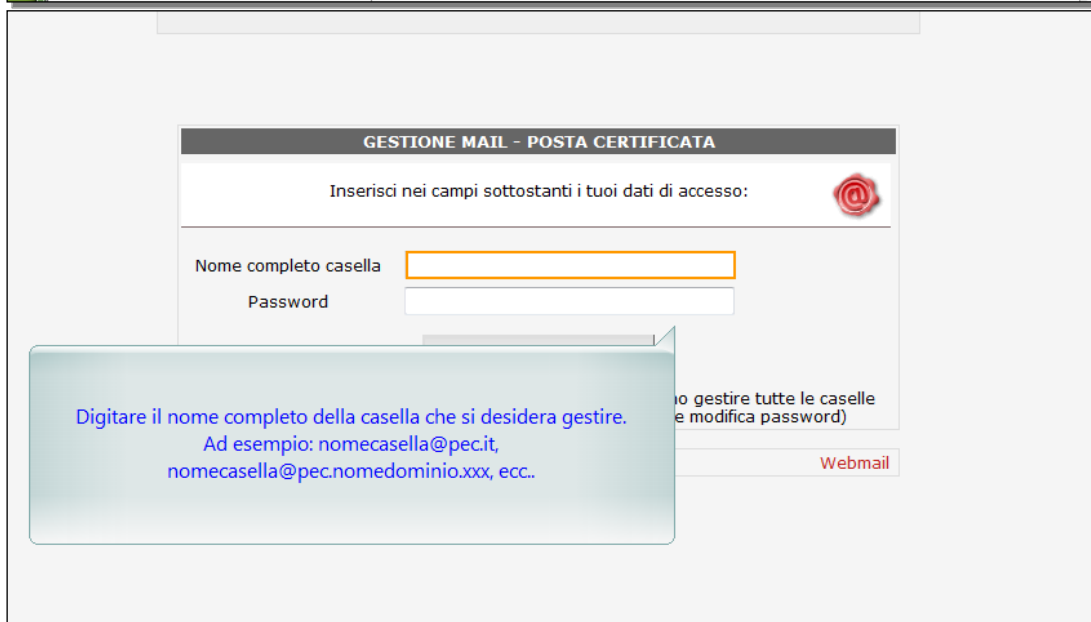 GESTIONE MAIL - POSTA CERTIFICATA
Inserisci nei campi sottostanti i tuoi dati di accesso:
@
Nome completo casella
Password
gestire tutte le caselle
e modifica password)
Digitare il nome completo della casella che si desidera gestire.
Ad esempio: nomecasella@pec.it,
nomecasella@pec.nomedominio.xxx, ecc..
Webmail